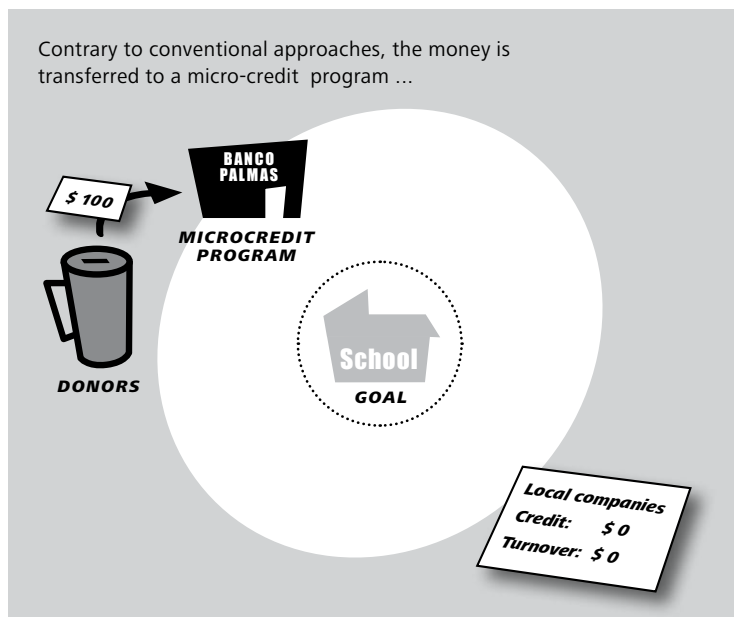 Contrary to conventional approaches, the money is
transferred to a micro-credit program ...
BANCO
PALMAS
$ 100
MICROCREDIT
PROGRAM
DONORS
School
GOAL
Local companies
Credit: $ 0
Turnover: $ 0